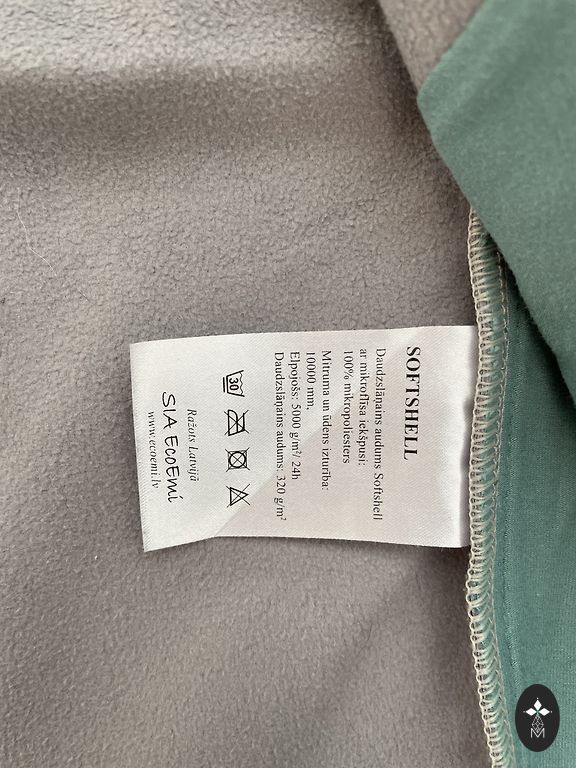 SOFTSHELL
Daudzslāņains audums Softshell
ar mikroflīsa iekšpusi:
100% mikropoliesters
Mitruma un ūdens izturība:
10000 mm,
Elpojošs: 5000 g/m²/ 24h
Daudzslāņains audums: 320 g/m²
30
Ražots Latvijā
SIA EcoEmi
www.ecoemi.lv
M